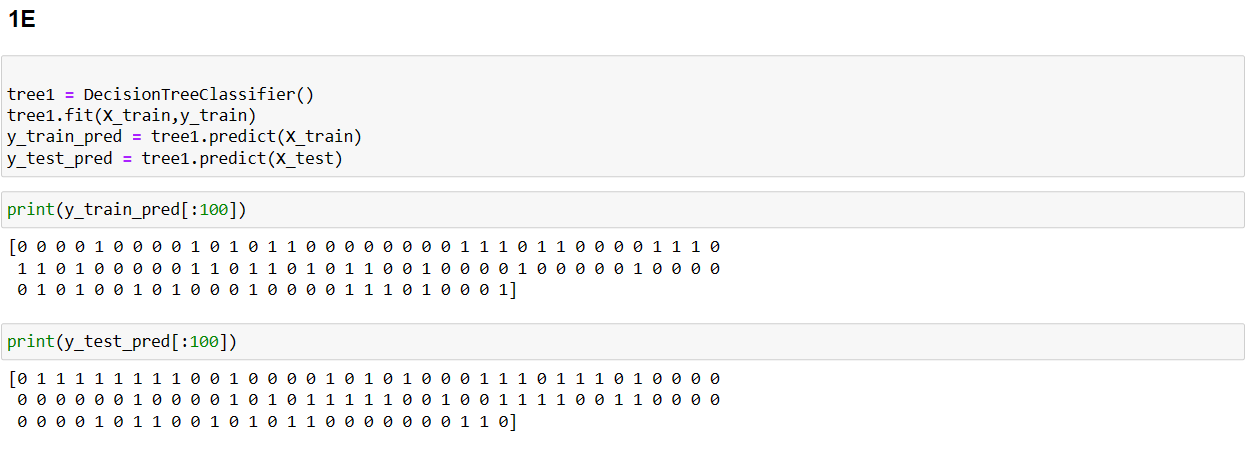 1E
tree1 = DecisionTreeClassifier()
tree1.fit(X_train,y_train)
y_train_pred = tree1.predict(X_train)
y_test_pred = tree1.predict(X_test)
print(y_train_pred[:100])
[0 0 0 0 1 0 0 0 0 1 0 1 0 1 1 0 0 0 0 0 0 0 0 1 1 1 0 1 1 0 0 0 0 1 1 1 0
1 1 0 1 0 0 0 0 0 1 1 0 1 1 0 1 0 1 1 0 0 1 0 0 0 0 1 0 0 0 0 0 1 0 0 0 0
0 1 0 1 0 0 1 0 1 0 0 0 1 0 0 0 0 1 1 1 0 1 0 0 0 1]
print(y_test_pred[:100])
[0 1 1 1 1 1 1 1 1 0 0 1 0 0 0 0 1 0 1 0 1 0 0 0 1 1 1 0 1 1 1 0 1 0 0 0 0
0 0 0 0 0 0 1 0 0 0 0 1 0 1 0 1 1 1 1 1 0 0 1 0 0 1 1 1 1 0 0 1 1 0 0 0 0
0 0 0 0 1 0 1 1 0 0 1 0 1 0 1 1 0 0 0 0 0 0 0 1 1 0]